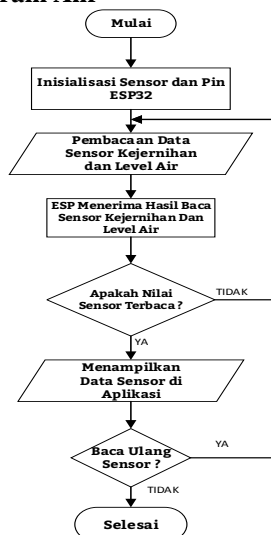 Mulai
Inisialisasi Sensor dan Pin
ESP32
Pembacaan Data
Sensor Kejernihan
dan Level Air
ESP Menerima Hasil Baca
Sensor Kejernihan Dan
Level Air
Apakah Nilai
Sensor Terbaca ?
TIDAK
YA
Menampilkan
Data Sensor di
Aplikasi
Baca Ulang
Sensor ?
YA
TIDAK
Selesai